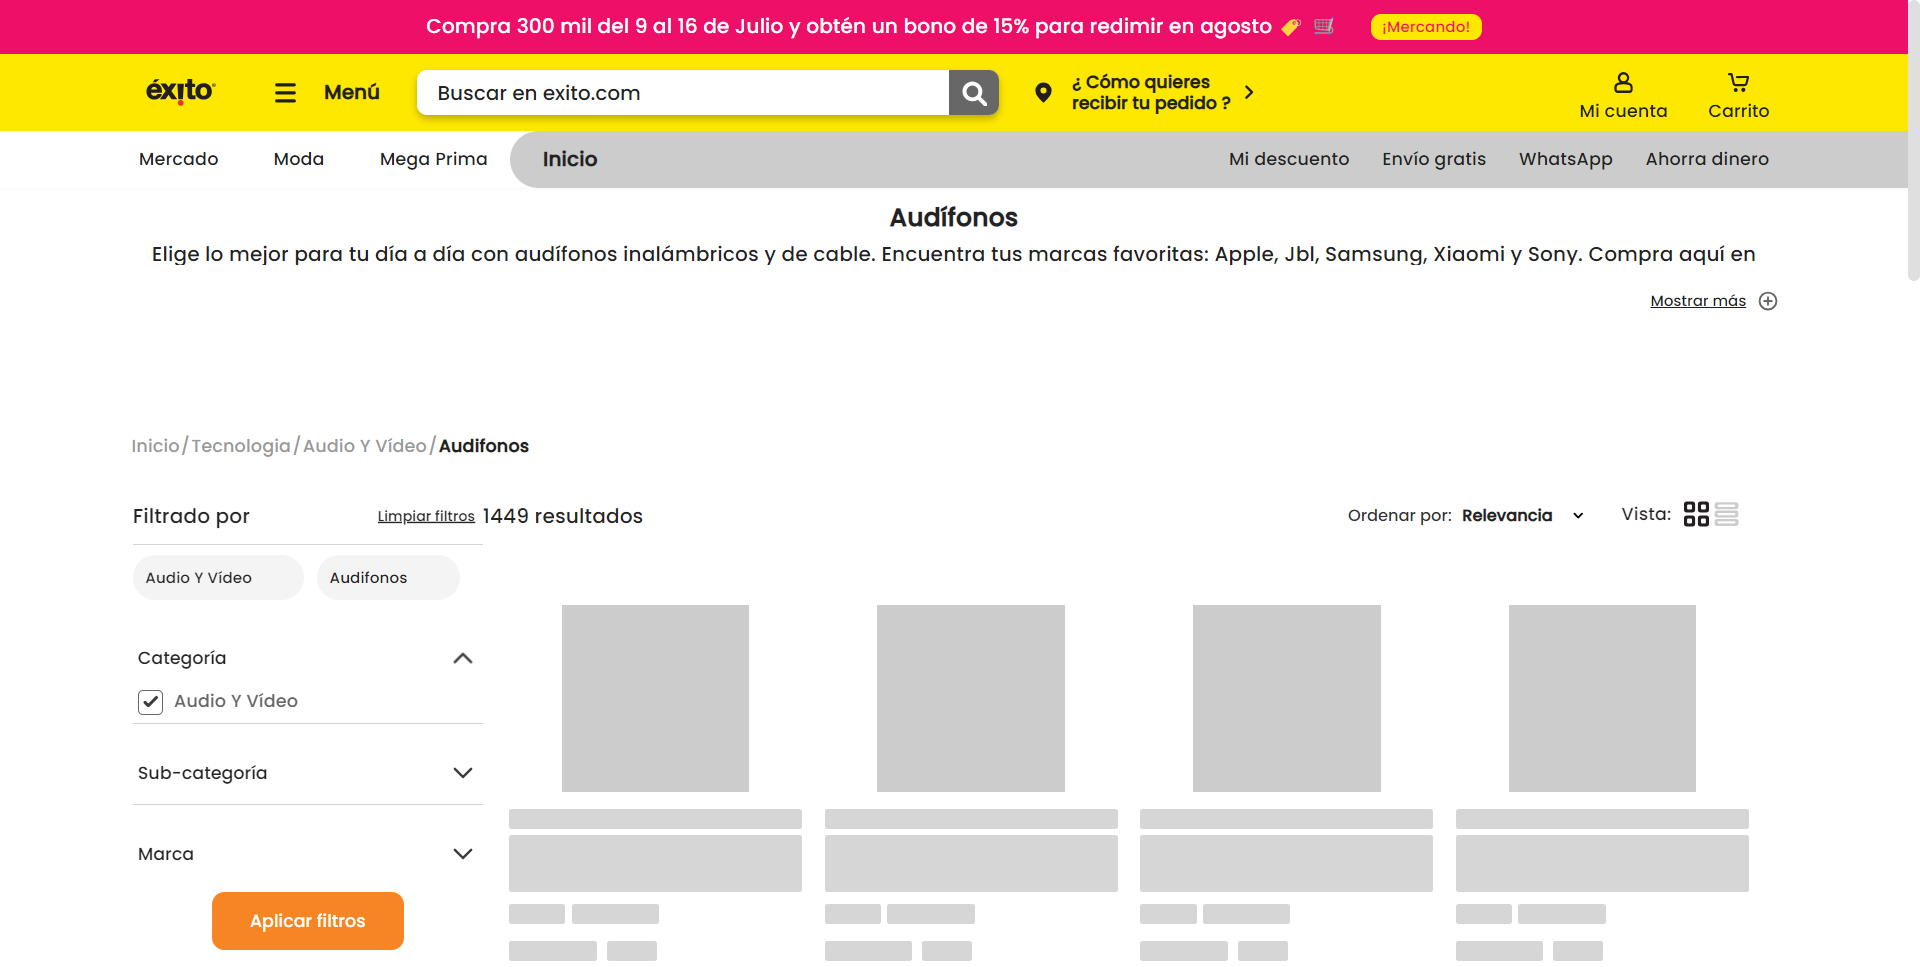 Compra 300 mil del 9 al 16 de Julio y obtén un bono de 15% para redimir en agosto 🏷️ 🛒 ¡Mercando!
éxito
Menú
Buscar en exito.com
¿ Cómo quieres
recibir tu pedido ?
Mi cuenta
Carrito
Mercado Moda Mega Prima Inicio Mi descuento Envío gratis WhatsApp Ahorra dinero
Audífonos
Elige lo mejor para tu día a día con audífonos inalámbricos y de cable. Encuentra tus marcas favoritas: Apple, Jbl, Samsung, Xiaomi y Sony. Compra aquí en
Mostrar más
Inicio/Tecnologia/Audio Y Vídeo/Audifonos
Filtrado por Limpiar filtros 1449 resultados Ordenar por: Relevancia Vista:
Audio Y Vídeo Audifonos
Categoría
Audio Y Vídeo
Sub-categoría
Marca
Aplicar filtros